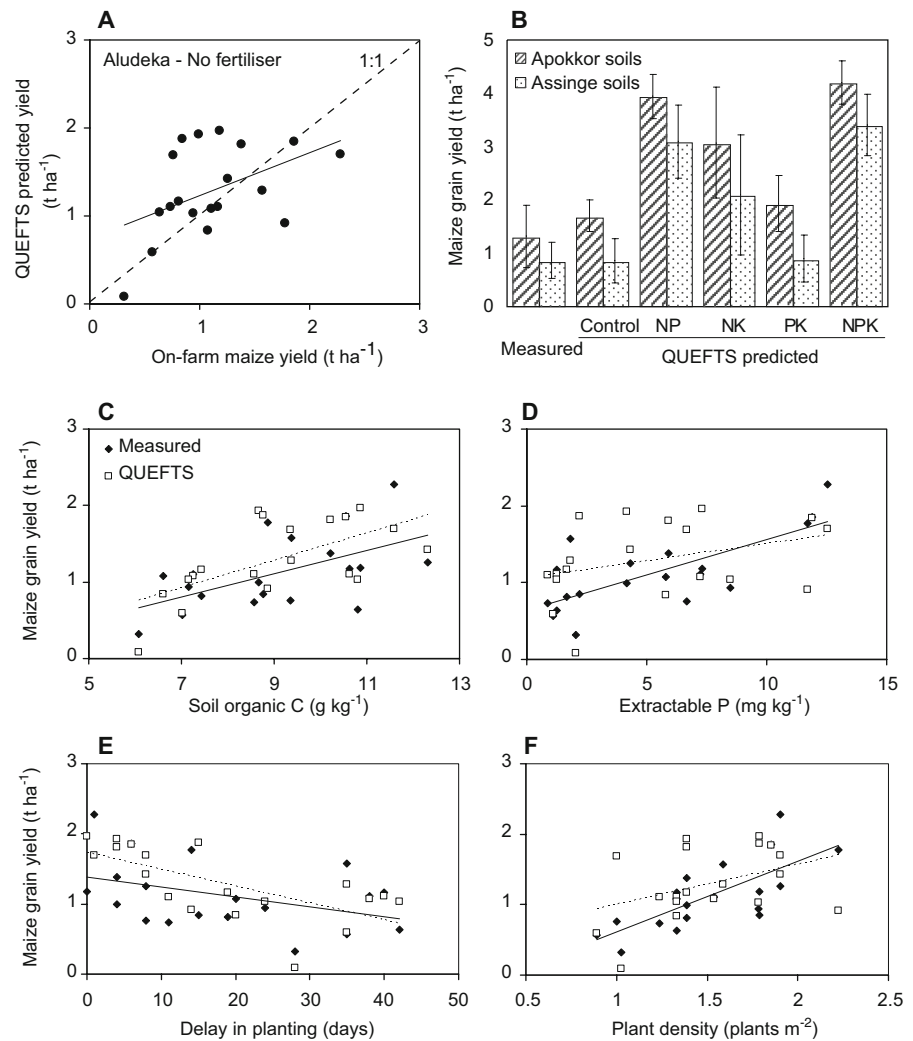 A
3
Aludeka - No fertiliser
1:1
2
1
0
0 1 2 3
QUEFTS predicted yield
(t ha-1)
On-farm maize yield (t ha-1)
B
5
Apokkor soils
Assinge soils
4
3
2
1
0
Maize grain yield (t ha-1)
Control NP NK PK NPK
Measured QUEFTS predicted
C
3
Measured
QUEFTS
2
1
0
5 7 9 11 13
Maize grain yield (t ha-1)
Soil organic C (g kg-1)
D
3
2
1
0
0 5 10 15
Extractable P (mg kg-1)
E
3
2
1
0
0 10 20 30 40 50
Maize grain yield (t ha-1)
Delay in planting (days)
F
3
2
1
0
0.5 1 1.5 2 2.5
Plant density (plants m-2)